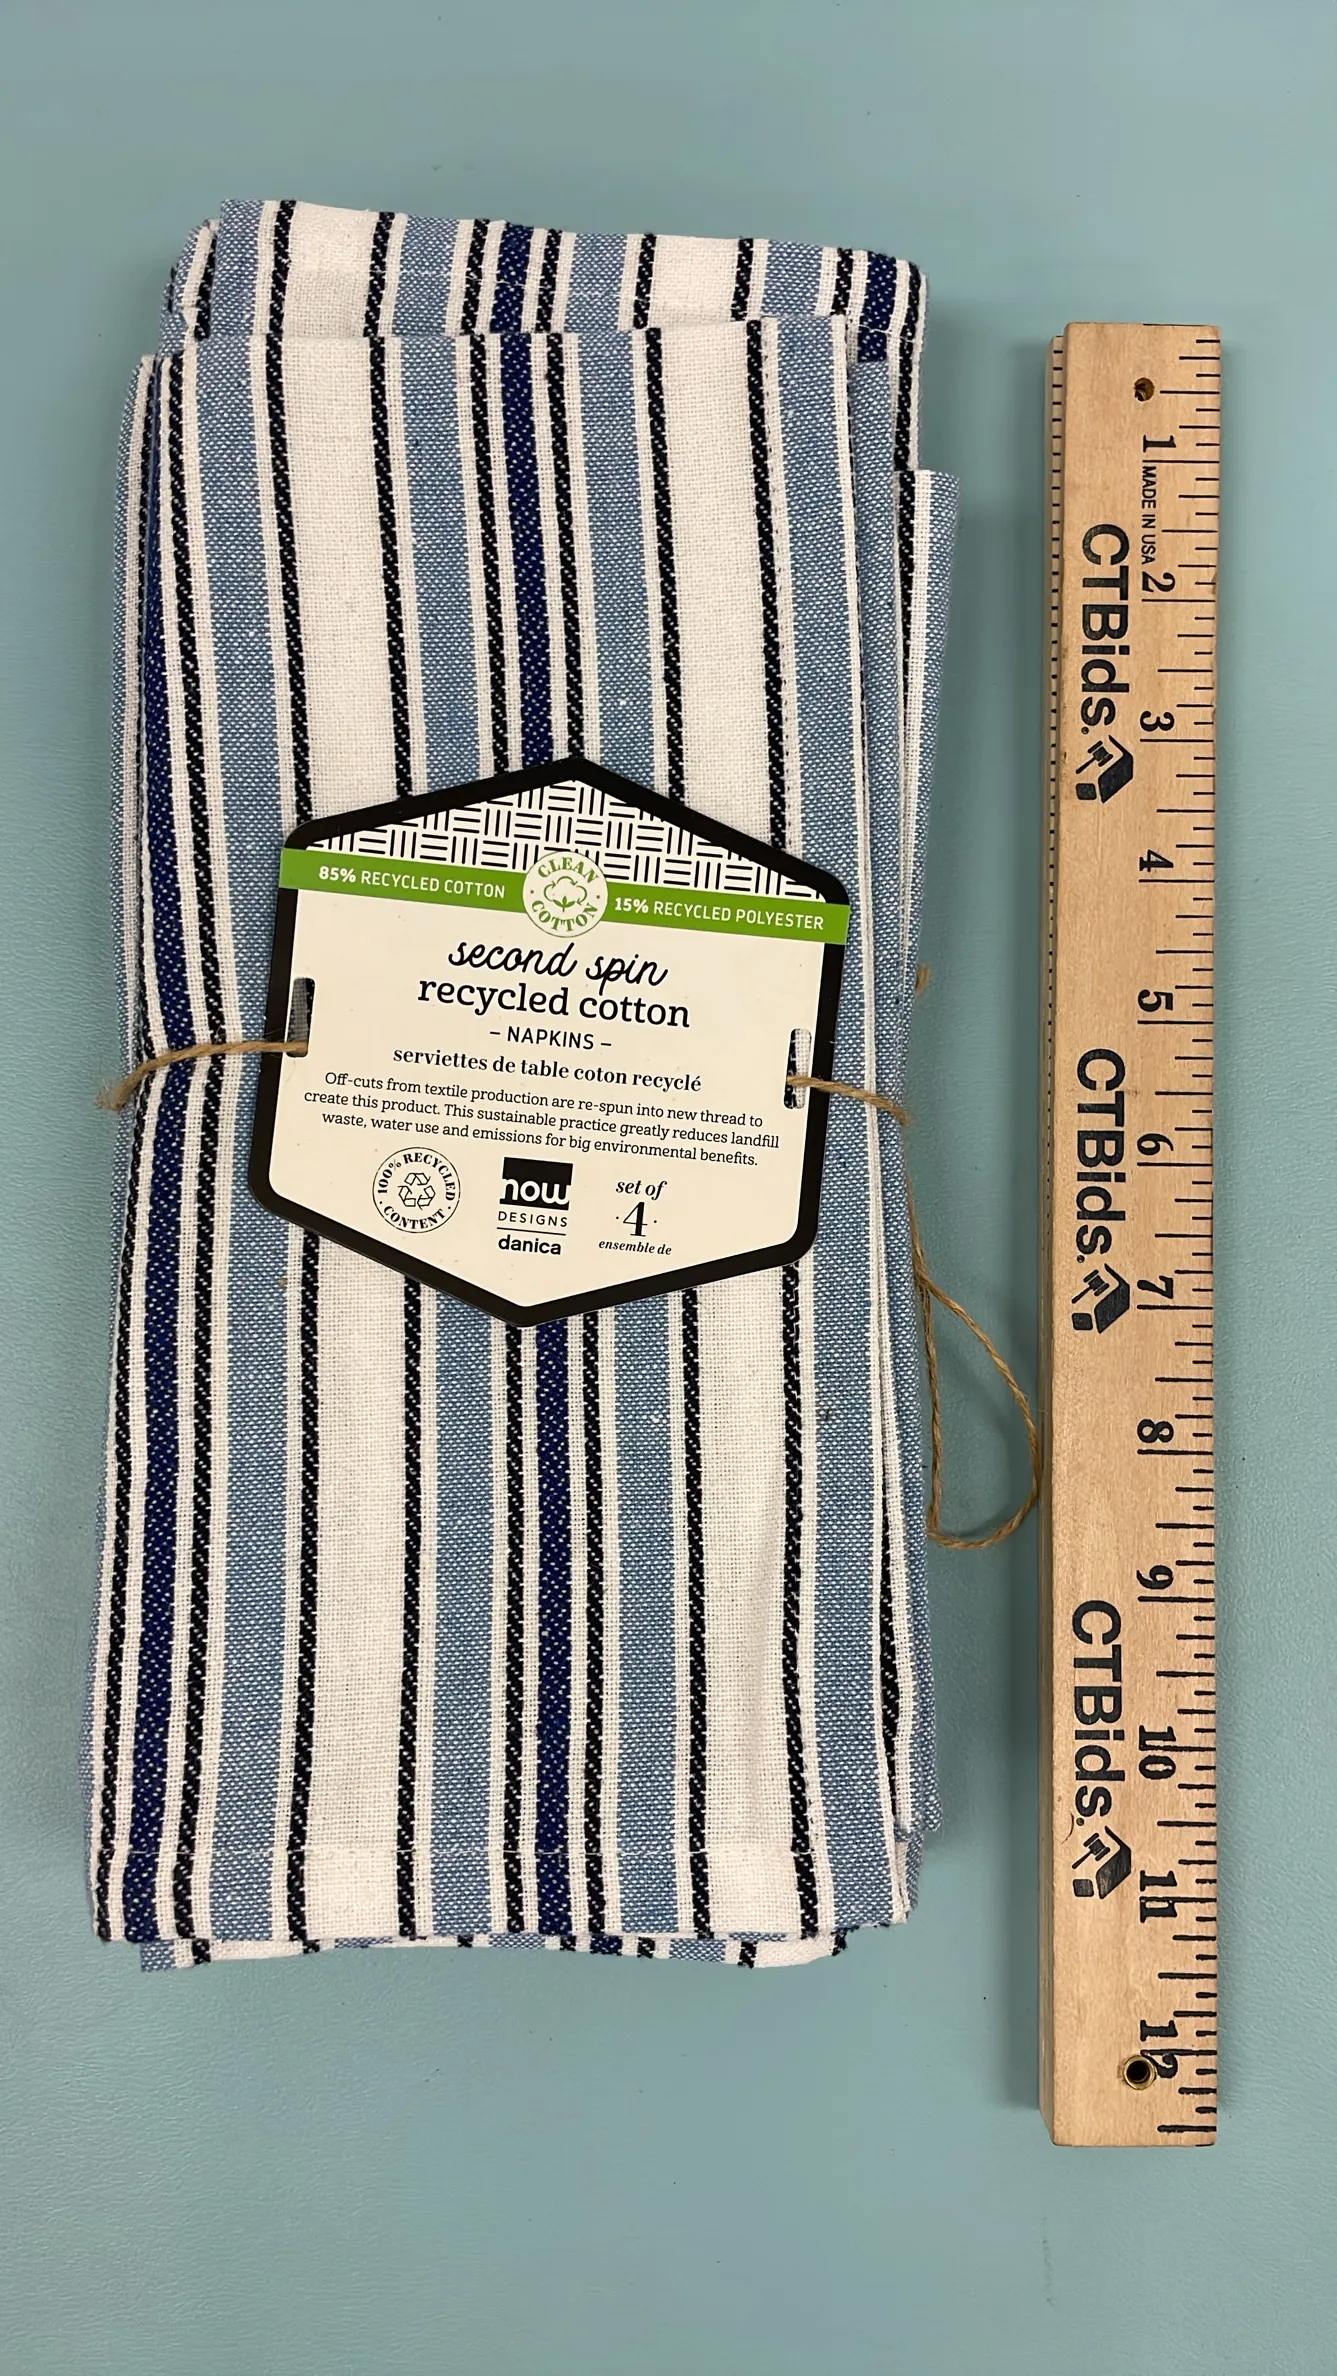 85% RECYCLED COTTON
CLEAN COTTON
15% RECYCLED POLYESTER
second spin
recycled cotton
– NAPKINS –
serviettes de table coton recyclé
Off-cuts from textile production are re-spun into new thread to
create this product. This sustainable practice greatly reduces landfill
waste, water use and emissions for big environmental benefits.
100% RECYCLED CONTENT
now
DESIGNS
danica
set of
·4·
ensemble de
1
MADE IN USA
2
3
4
5
6
7
8
9
10
11
12
CTBids.
CTBids.
CTBids.